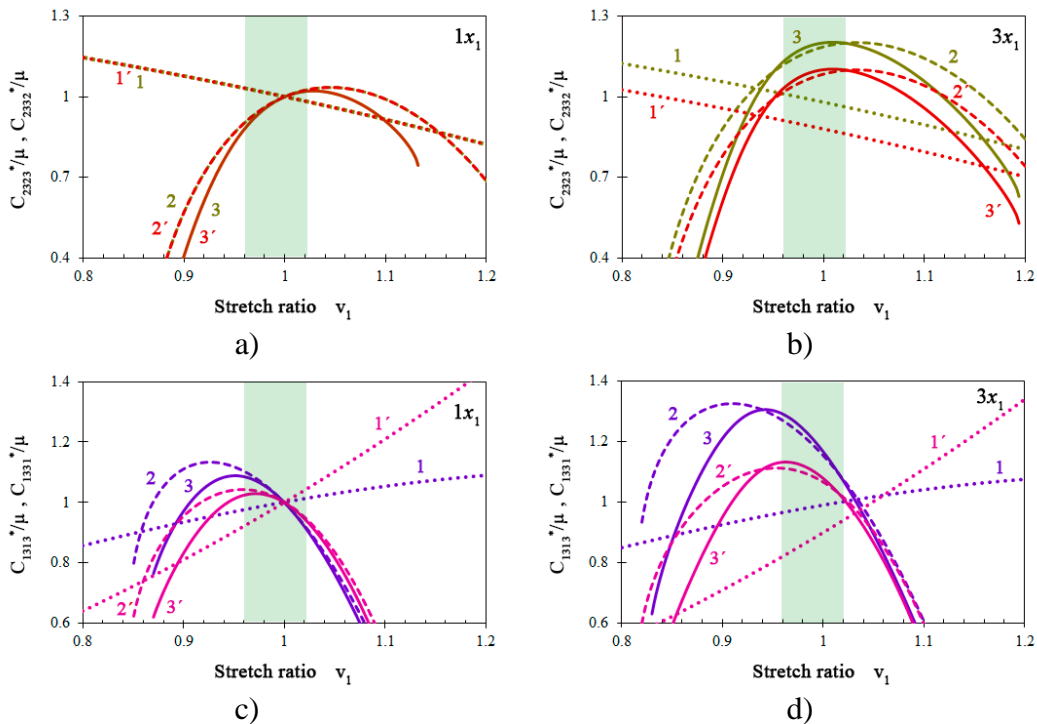 1.3
1
0.7
0.4
C2323*/μ , C2332*/μ
1x1
1´
1
2
2´
3
3´
0.8 0.9 1 1.1 1.2
Stretch ratio v1
a)
1.3
1
0.7
0.4
C2323*/μ , C2332*/μ
3x1
1
1´
3
2
2´
3´
0.8 0.9 1 1.1 1.2
Stretch ratio v1
b)
1.4
1.2
1
0.8
0.6
C1313*/μ , C1331*/μ
1x1
1´
1
2
3
2´
3´
0.8 0.9 1 1.1 1.2
Stretch ratio v1
c)
1.4
1.2
1
0.8
0.6
C1313*/μ , C1331*/μ
3x1
1´
1
2
3
2´
3´
0.8 0.9 1 1.1 1.2
Stretch ratio v1
d)